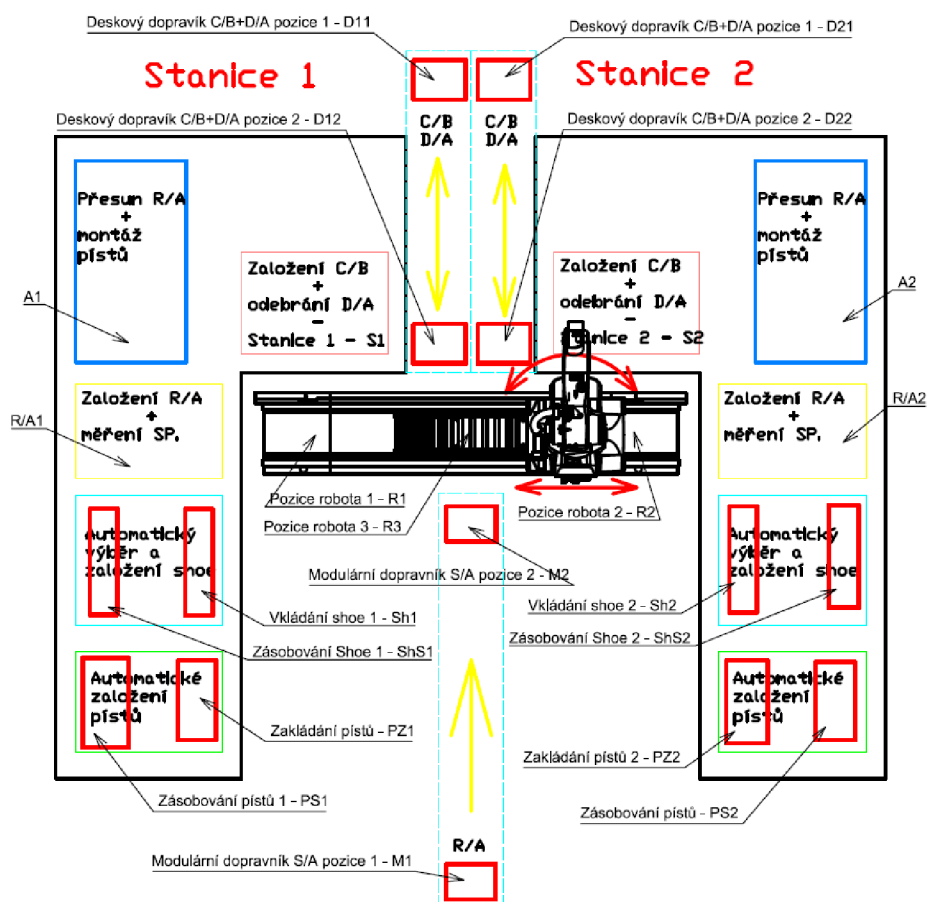 Deskový dopravík C/B+D/A pozice 1 - D11
Deskový dopravík C/B+D/A pozice 1 - D21
Stanice 1
Stanice 2
Deskový dopravík C/B+D/A pozice 2 - D12
Deskový dopravík C/B+D/A pozice 2 - D22
C/B
D/A
C/B
D/A
Přesun R/A
+
montáž
pístů
Přesun R/A
+
montáž
pístů
Založení C/B
+
odebrání D/A
-
Stanice 1 - S1
Založení C/B
+
odebrání D/A
-
Stanice 2 - S2
A1
A2
Založení R/A
+
měření SP.
Založení R/A
+
měření SP.
R/A1
R/A2
Pozice robota 1 - R1
Pozice robota 2 - R2
Pozice robota 3 - R3
Automatický
výběr a
založení shoe
Automatický
výběr a
založení shoe
Modulární dopravník S/A pozice 2 - M2
Vkládání shoe 1 - Sh1
Vkládání shoe 2 - Sh2
Zásobování Shoe 1 - ShS1
Zásobování Shoe 2 - ShS2
Automatické
založení
pístů
Automatické
založení
pístů
Zakládání pístů - PZ1
Zakládání pístů 2 - PZ2
Zásobování pístů 1 - PS1
Zásobování pístů - PS2
R/A
Modulární dopravník S/A pozice 1 - M1